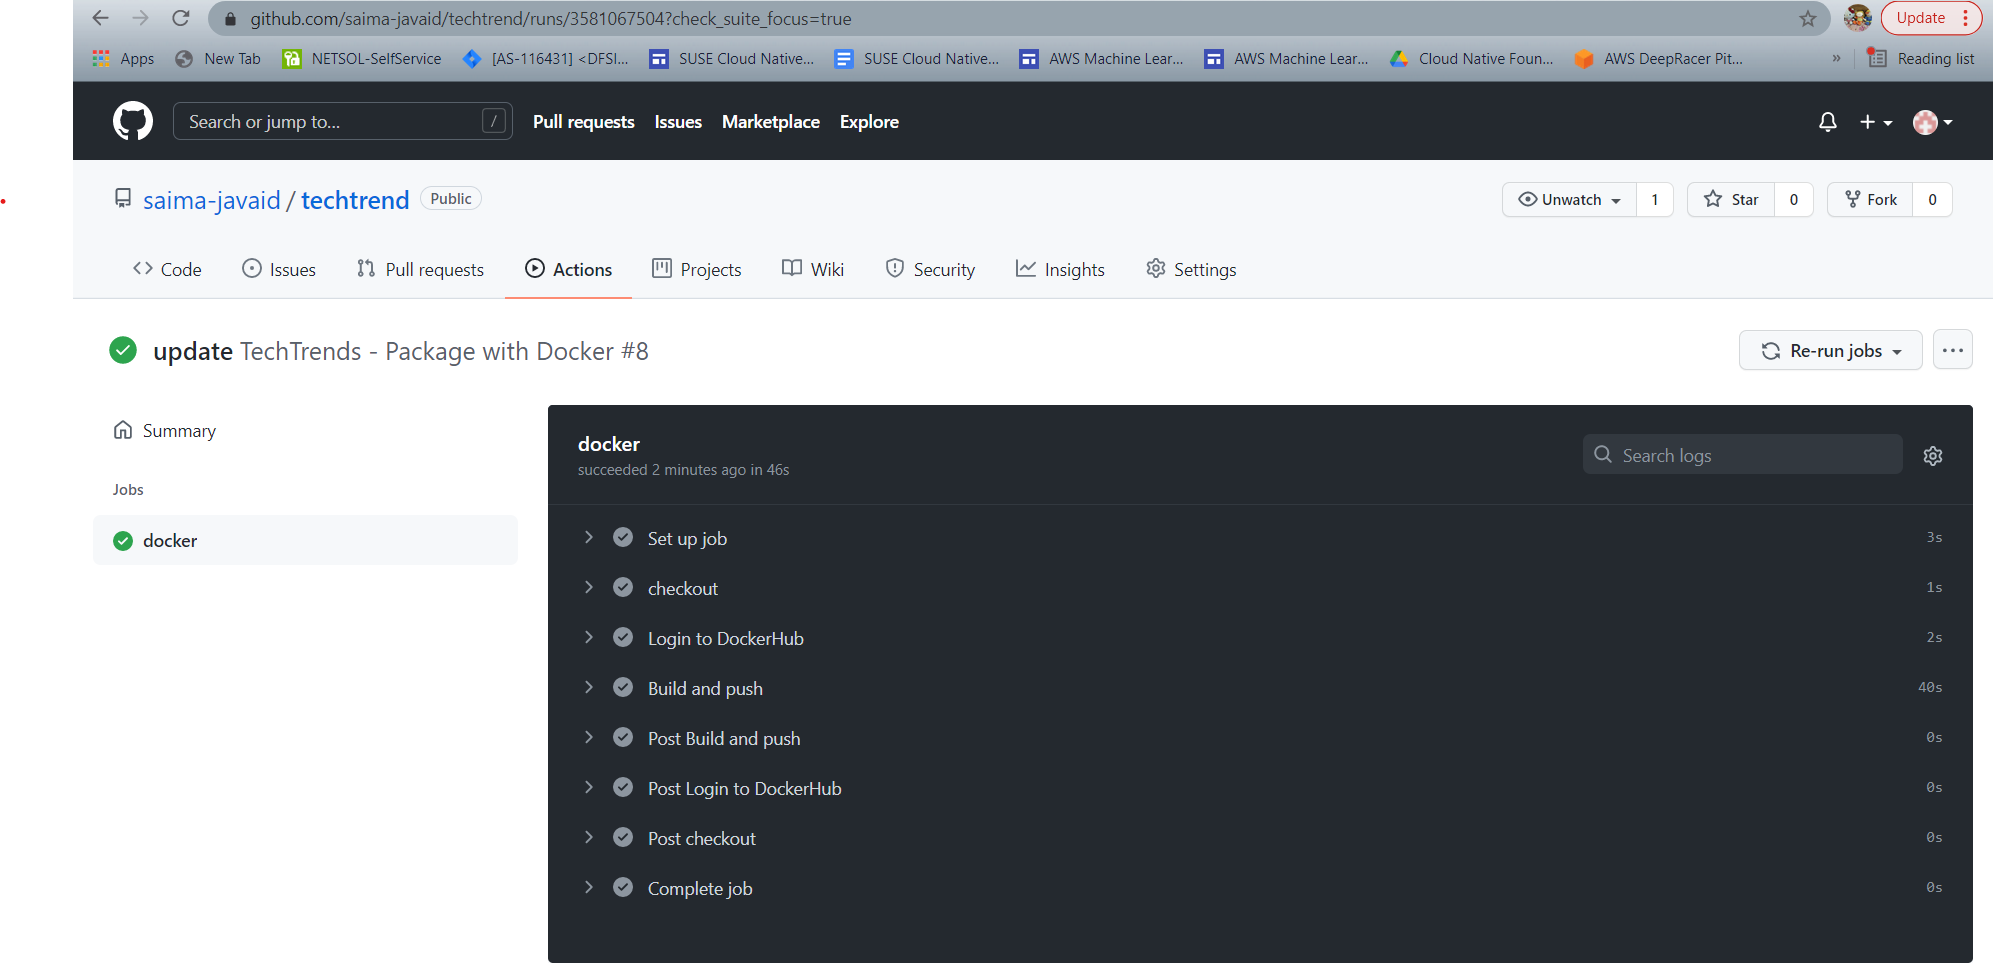 github.com/saima-javaid/techtrend/runs/3581067504?check_suite_focus=true
Update
Apps New Tab NETSOL-SelfService [AS-116431] <DFSI... SUSE Cloud Native... SUSE Cloud Native... AWS Machine Lear... AWS Machine Lear... Cloud Native Foun... AWS DeepRacer Pit... » Reading list
Search or jump to... / Pull requests Issues Marketplace Explore
saima-javaid / techtrend Public Unwatch 1 Star 0 Fork 0
Code Issues Pull requests Actions Projects Wiki Security Insights Settings
update TechTrends - Package with Docker #8 Re-run jobs
Summary
Jobs
docker
docker
succeeded 2 minutes ago in 46s
Search logs
Set up job 3s
checkout 1s
Login to DockerHub 2s
Build and push 40s
Post Build and push 0s
Post Login to DockerHub 0s
Post checkout 0s
Complete job 0s